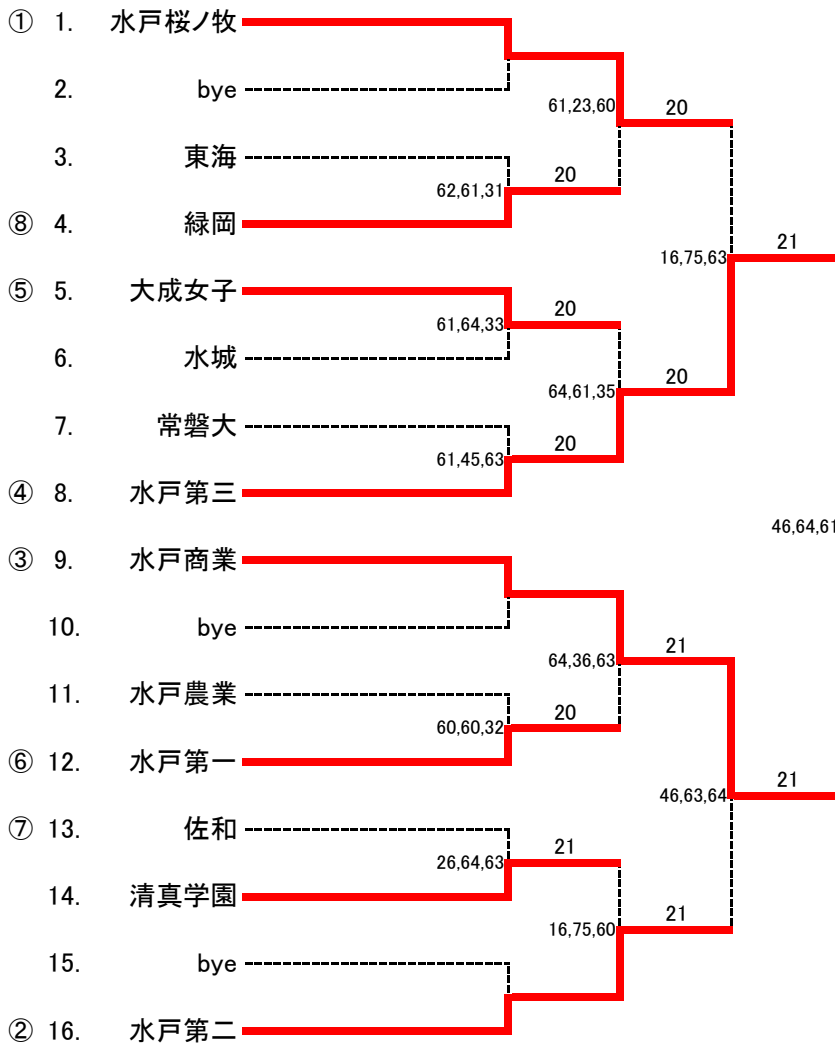 ① 1. 水戸桜ノ牧
2. bye
61,23,60
20
3. 東海
62,61,31
20
⑧ 4. 緑岡
16,75,63
21
⑤ 5. 大成女子
61,64,33
20
6. 水城
64,61,35
20
7. 常磐大
61,45,63
20
④ 8. 水戸第三
46,64,61
③ 9. 水戸商業
10. bye
64,36,63
21
11. 水戸農業
60,60,32
20
⑥ 12. 水戸第一
46,63,64
21
⑦ 13. 佐和
26,64,63
21
14. 清真学園
16,75,60
21
15. bye
② 16. 水戸第二